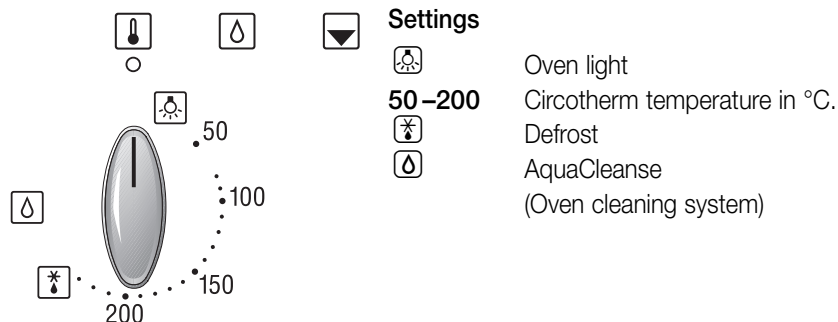 Settings
Oven light
50–200 Circotherm temperature in °C.
Defrost
AquaCleanse
(Oven cleaning system)
50
100
150
200